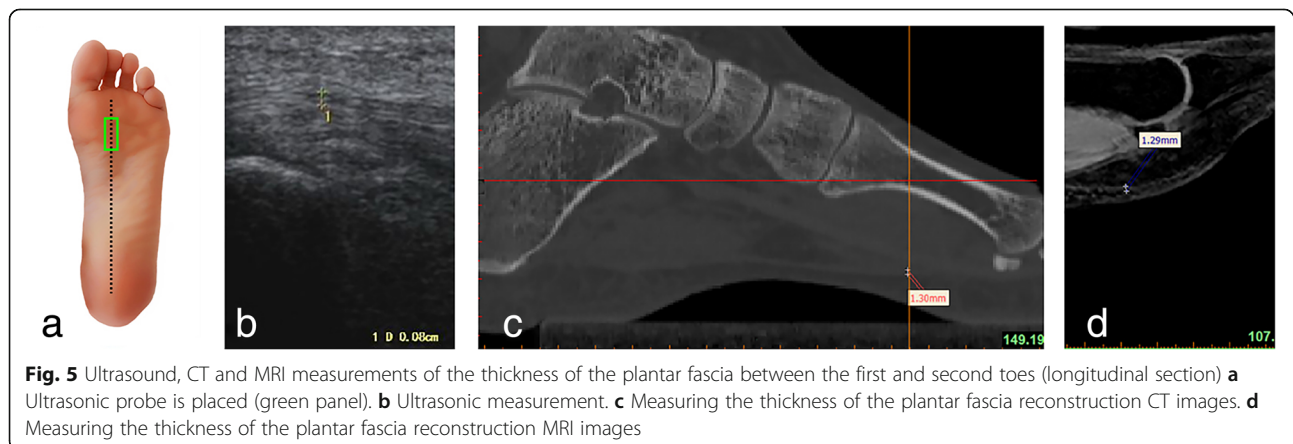 1
1 D 0.08cm
1.30mm
149.19
1.29mm
107.
a
b
c
d
Fig. 5 Ultrasound, CT and MRI measurements of the thickness of the plantar fascia between the first and second toes (longitudinal section) a
Ultrasonic probe is placed (green panel). b Ultrasonic measurement. c Measuring the thickness of the plantar fascia reconstruction CT images. d
Measuring the thickness of the plantar fascia reconstruction MRI images